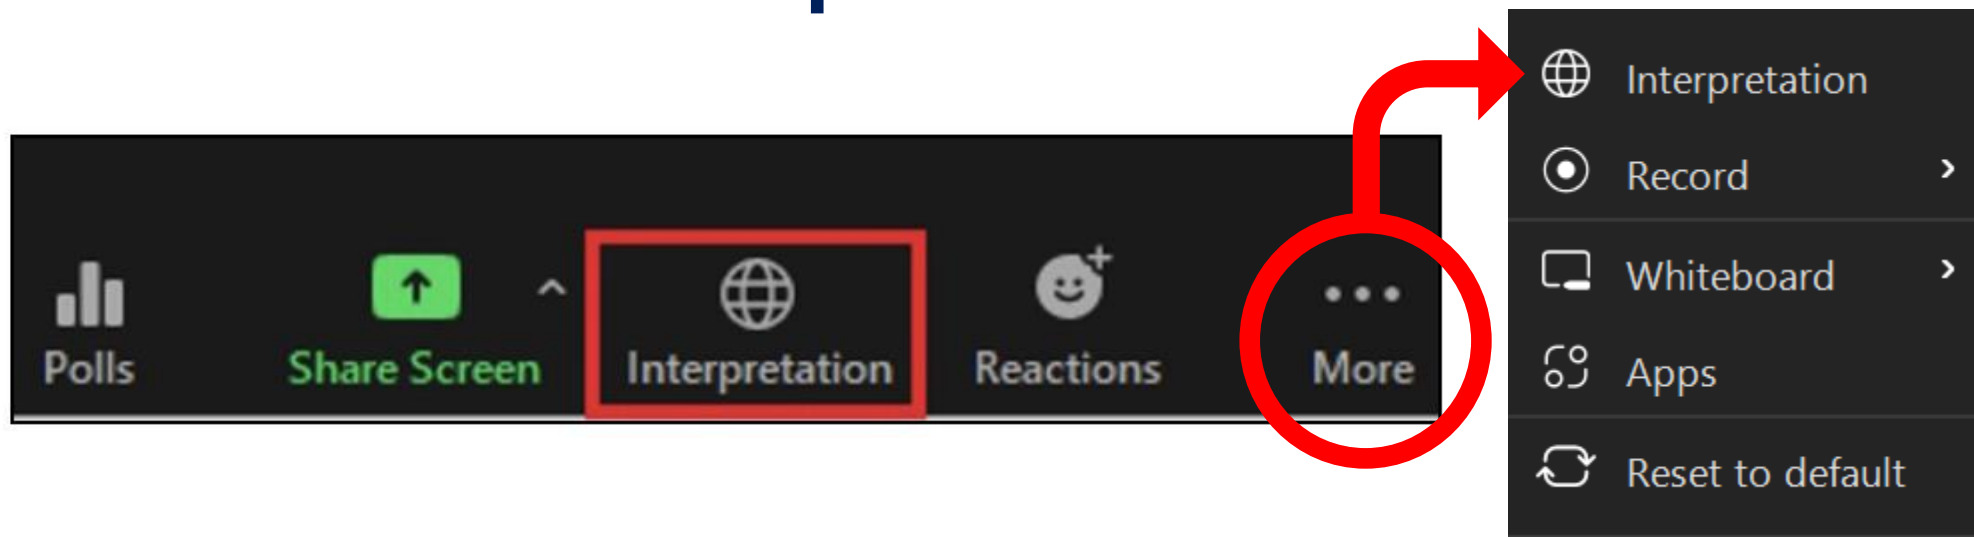 Polls
Share Screen
Interpretation
Reactions
More
Interpretation
Record
Whiteboard
Apps
Reset to default